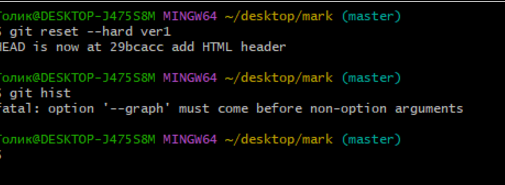 Толик@DESKTOP-J475S8M MINGW64 ~/desktop/mark (master)
$ git reset --hard ver1
HEAD is now at 29bcacc add HTML header

Толик@DESKTOP-J475S8M MINGW64 ~/desktop/mark (master)
$ git hist
fatal: option '--graph' must come before non-option arguments

Толик@DESKTOP-J475S8M MINGW64 ~/desktop/mark (master)
$